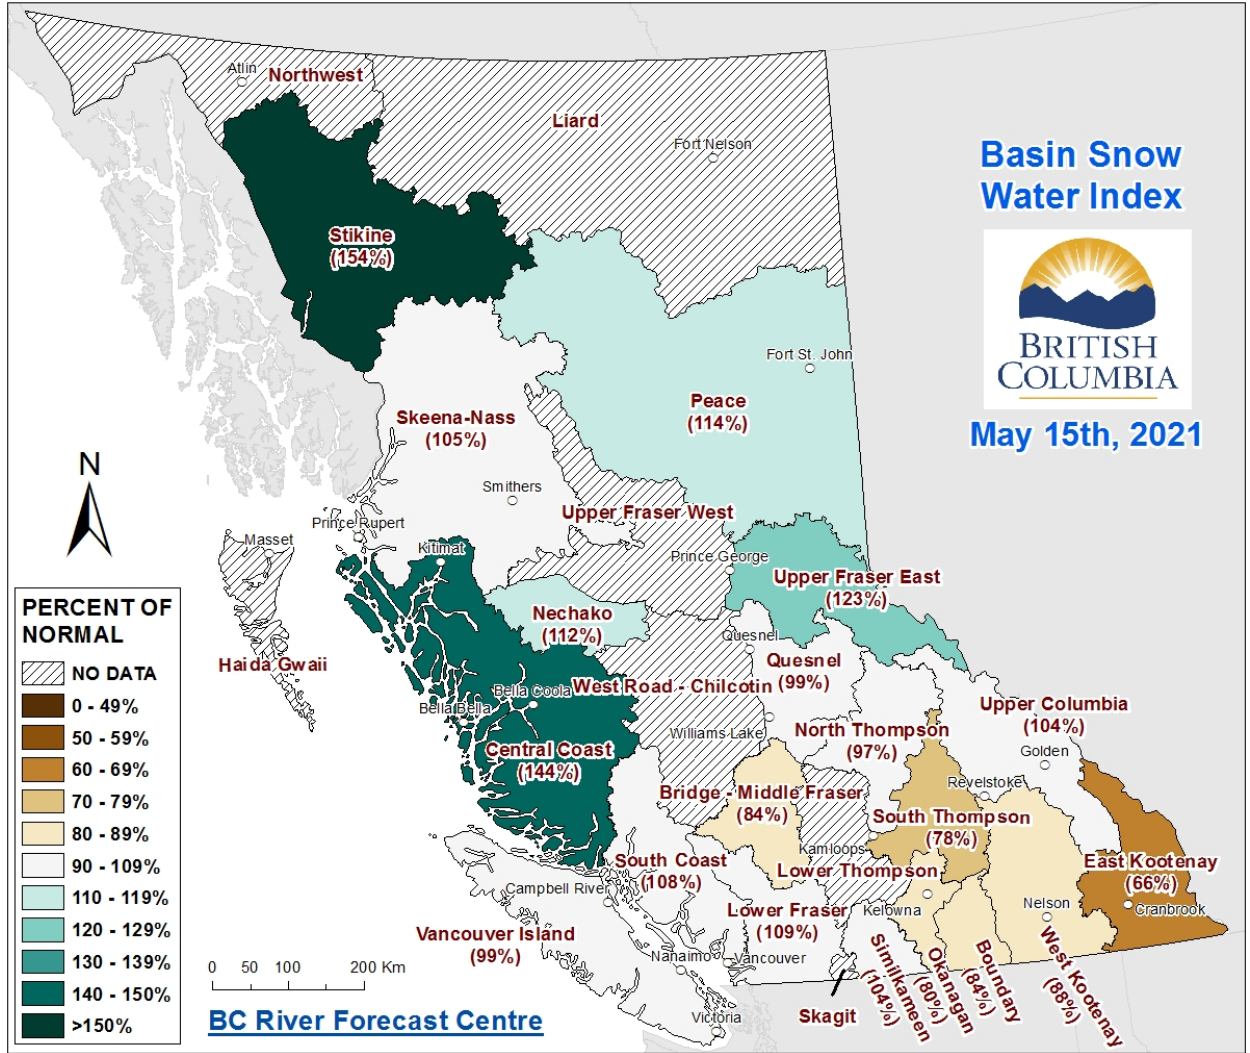 Atlin
Northwest
Liard
Fort Nelson
Basin Snow
Water Index
BRITISH
COLUMBIA
May 15th, 2021
Stikine
(154%)
Fort St. John
Peace
(114%)
Skeena-Nass
(105%)
Smithers
N
Upper Fraser West
Prince Rupert
Masset
Kitimat
Prince George
Upper Fraser East
(123%)
PERCENT OF
NORMAL
NO DATA
0 - 49%
50 - 59%
60 - 69%
70 - 79%
80 - 89%
90 - 109%
110 - 119%
120 - 129%
130 - 139%
140 - 150%
>150%
Haida Gwaii
Nechako
(112%)
Quesnel
Quesnel
(99%)
West Road - Chilcotin
Bella Coola
Bella Bella
Williams Lake
Upper Columbia
(104%)
Golden
North Thompson
(97%)
Central Coast
(144%)
Revelstoke
Bridge - Middle Fraser
(84%)
South Thompson
(78%)
Kamloops
South Coast
(108%)
Lower Thompson
East Kootenay
(66%)
Cranbrook
Campbell River
Nelson
Kelowna
Lower Fraser
(109%)
Vancouver Island
(99%)
Nanaimo
Vancouver
Similkameen
(104%)
Okanagan
(80%)
Boundary
(84%)
West Kootenay
(88%)
Skagit
Victoria
0 50 100 200 Km
BC River Forecast Centre